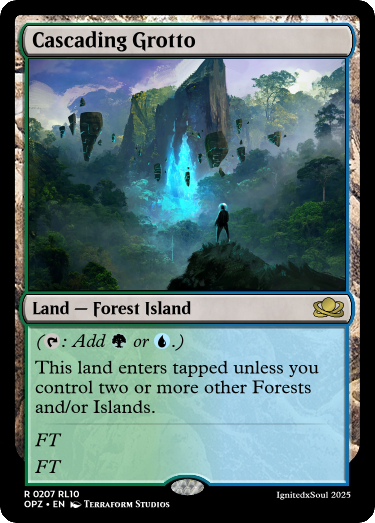 Cascading Grotto
Land — Forest Island
(: Add or .)
This land enters tapped unless you
control two or more other Forests
and/or Islands.
FT
FT
R 0207 RL10
OPZ • EN Terraform Studios
IgnitedxSoul 2025